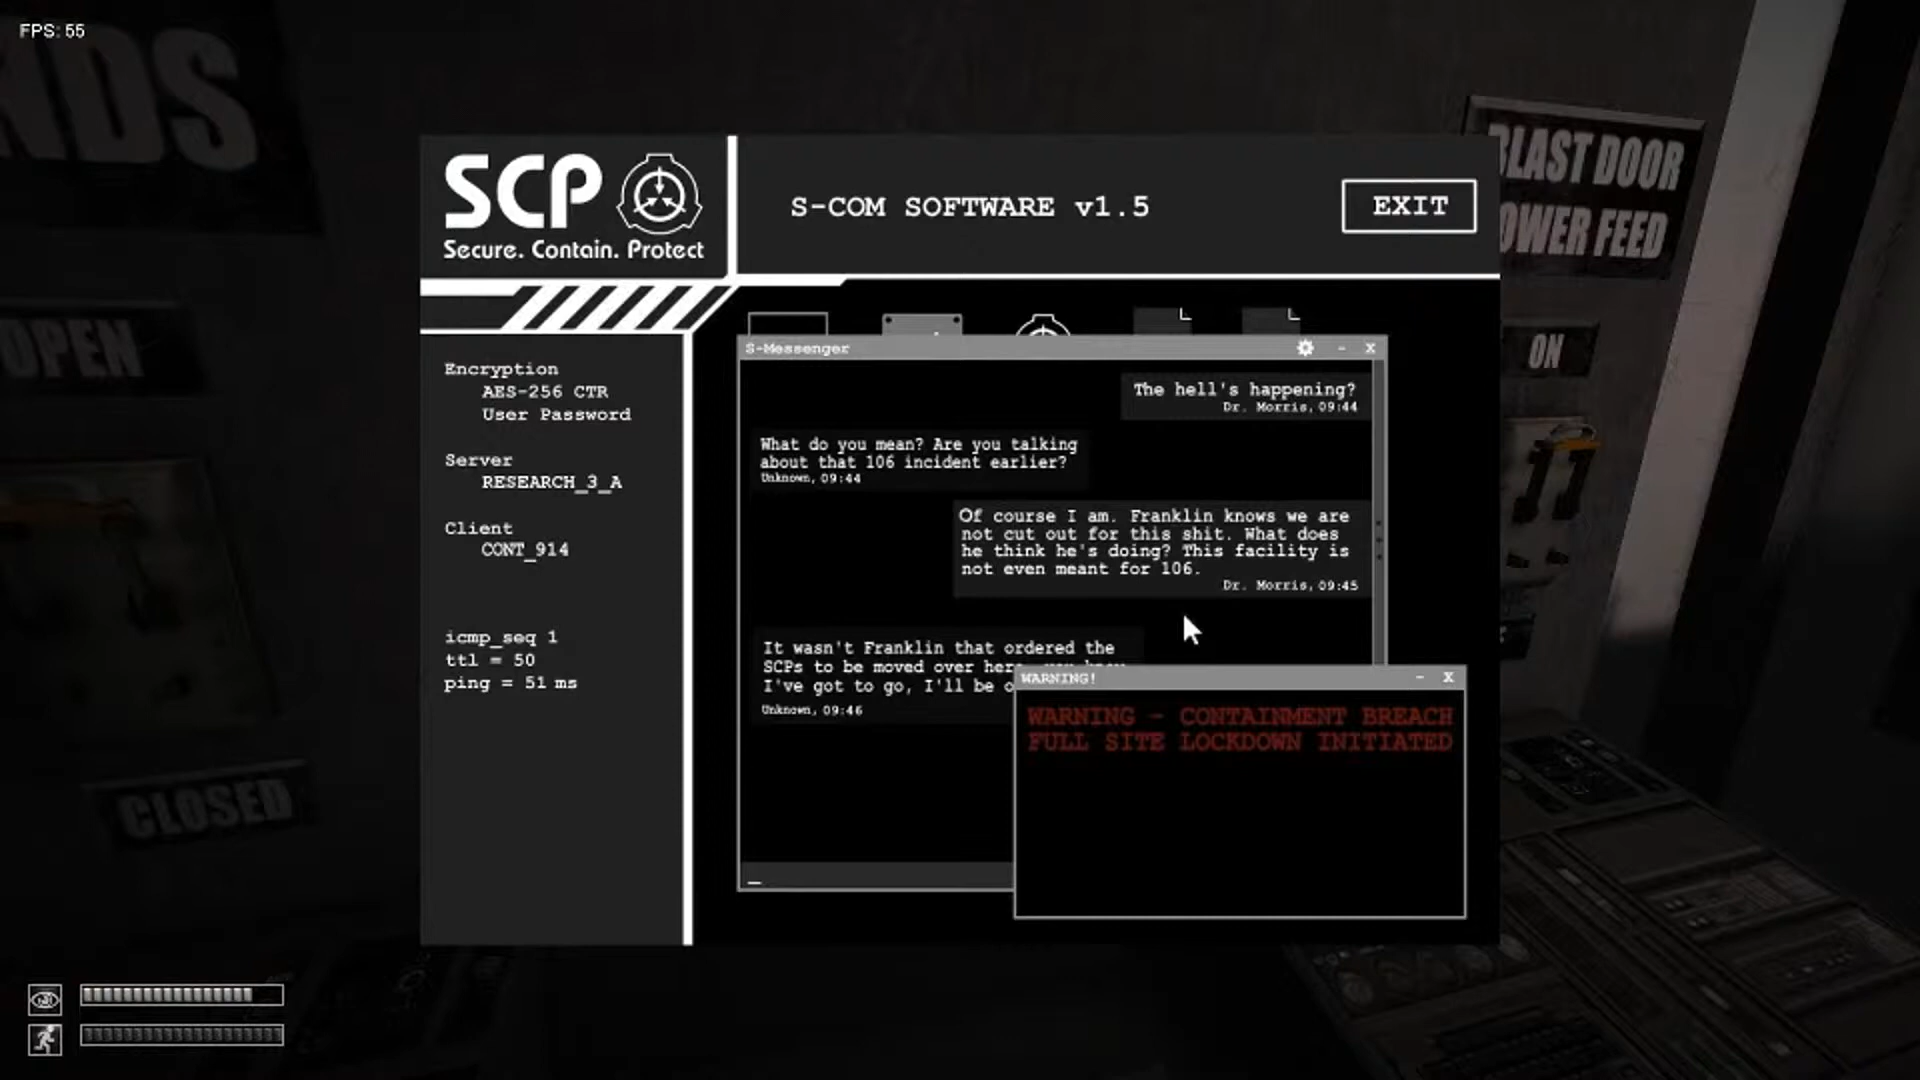 FPS: 55
NDS
OPEN
CLOSED
SCP
Secure. Contain. Protect
S-COM SOFTWARE v1.5
EXIT
BLAST DOOR
POWER FEED
ON
Encryption
AES-256 CTR
User Password
Server
RESEARCH_3_A
Client
CONT_914
icmp_seq 1
ttl = 50
ping = 51 ms
S-Messenger
- X
The hell's happening?
Dr. Morris, 09:44
What do you mean? Are you talking
about that 106 incident earlier?
Unknown, 09:44
Of course I am. Franklin knows we are
not cut out for this shit. What does
he think he's doing? This facility is
not even meant for 106.
Dr. Morris, 09:45
It wasn't Franklin that ordered the
SCPs to be moved over here, you know
I've got to go, I'll be
Unknown, 09:46
_
WARNING!
- X
WARNING - CONTAINMENT BREACH
FULL SITE LOCKDOWN INITIATED